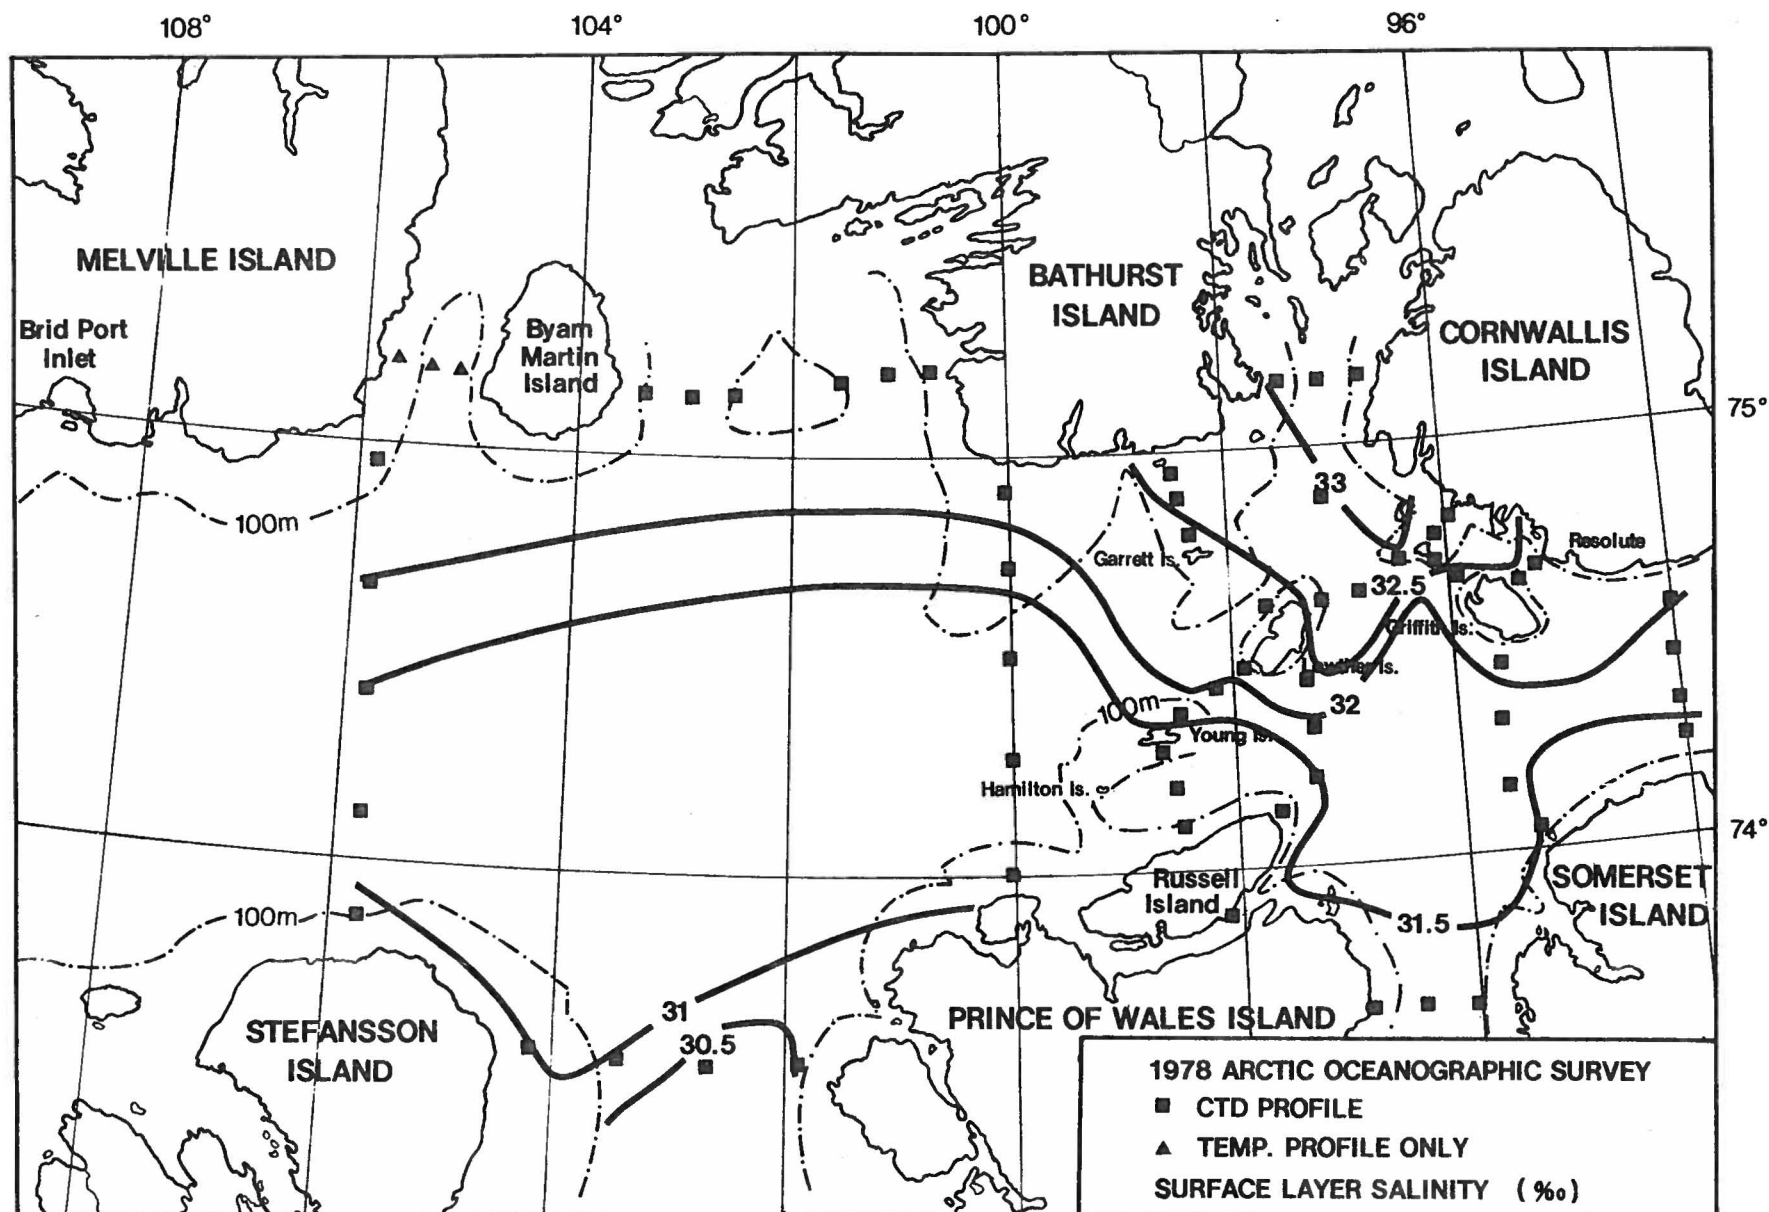 108° 104° 100° 96°
MELVILLE ISLAND
BATHURST
ISLAND
Brid Port
Inlet
Byam
Martin
Island
CORNWALLIS
ISLAND
75°
33
100m
Resolute
Garrett Is.
32.5
Griffith Is.
Is.
32
100m
Young Is.
Hamilton Is.
74°
Russell
Island
SOMERSET
ISLAND
100m
31.5
31
PRINCE OF WALES ISLAND
STEFANSSON
ISLAND
30.5
1978 ARCTIC OCEANOGRAPHIC SURVEY
CTD PROFILE
TEMP. PROFILE ONLY
SURFACE LAYER SALINITY (‰)